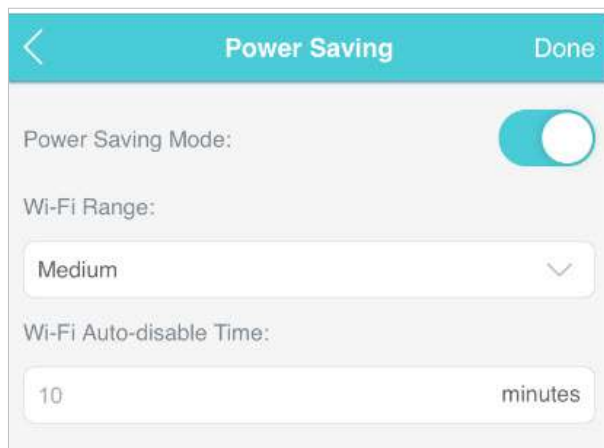 Power Saving Done
Power Saving Mode:
Wi-Fi Range:
Medium
Wi-Fi Auto-disable Time:
10 minutes